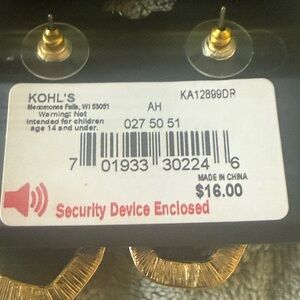 KOHL'S
KA12899DR
Menomonee Falls, WI 53051
Warning: Not
intended for children
age 14 and under.
AH
027 50 51
7 01933 30224 6
MADE IN CHINA
$16.00
Security Device Enclosed